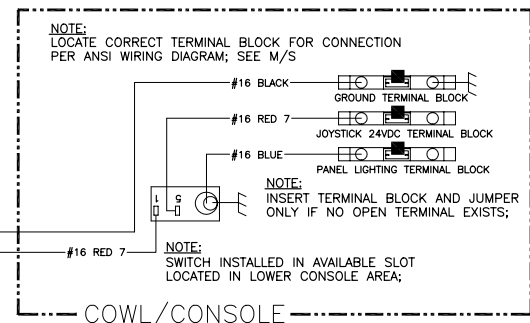 NOTE:
LOCATE CORRECT TERMINAL BLOCK FOR CONNECTION
PER ANSI WIRING DIAGRAM; SEE M/S
#16 BLACK
GROUND TERMINAL BLOCK
#16 RED 7
JOYSTICK 24VDC TERMINAL BLOCK
#16 BLUE
PANEL LIGHTING TERMINAL BLOCK
1 5
NOTE:
INSERT TERMINAL BLOCK AND JUMPER
ONLY IF NO OPEN TERMINAL EXISTS;
#16 RED 7
NOTE:
SWITCH INSTALLED IN AVAILABLE SLOT
LOCATED IN LOWER CONSOLE AREA;
COWL/CONSOLE